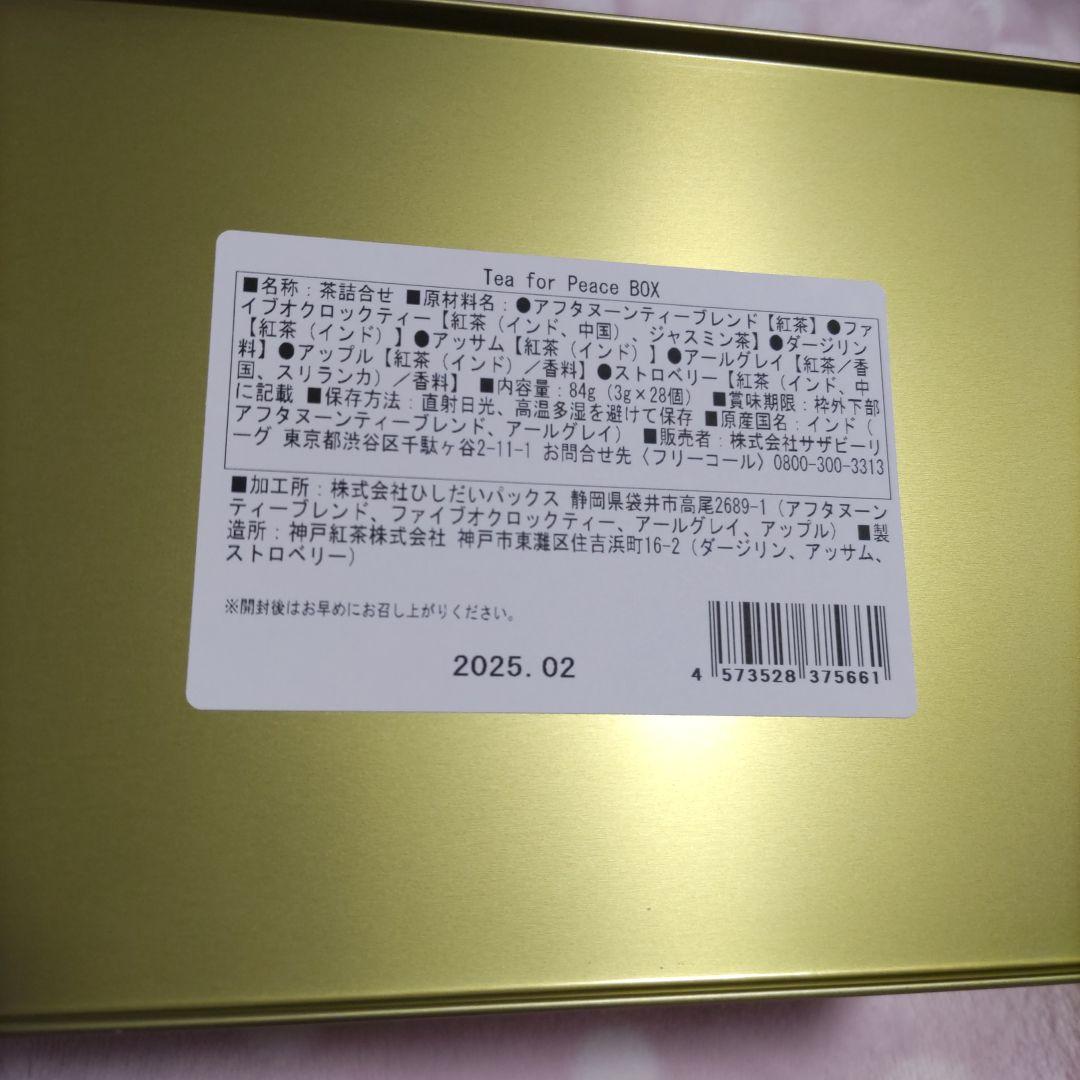 Tea for Peace BOX
■名称：茶詰合せ ■原材料名：●アフタヌーンティーブレンド【紅茶】●ファ
イブオクロックティー【紅茶（インド、中国）、ジャスミン茶】●ダージリン
【紅茶（インド）】●アッサム【紅茶（インド）】●アールグレイ【紅茶／香
料】●アップル【紅茶（インド）／香料】●ストロベリー【紅茶（インド、中
国、スリランカ）／香料】 ■内容量：84g（3g×28個） ■賞味期限：枠外下部
に記載 ■保存方法：直射日光、高温多湿を避けて保存 ■原産国名：インド（
アフタヌーンティーブレンド、アールグレイ） ■販売者：株式会社サザビーリ
ーグ 東京都渋谷区千駄ヶ谷2-11-1 お問合せ先〈フリーコール〉0800-300-3313
■加工所：株式会社ひしだいパックス 静岡県袋井市高尾2689-1（アフタヌーン
ティーブレンド、ファイブオクロックティー、アールグレイ、アップル） ■製
造所：神戸紅茶株式会社 神戸市東灘区住吉浜町16-2（ダージリン、アッサム、
ストロベリー）
※開封後はお早めにお召し上がりください。
2025.02
4 573528 375661